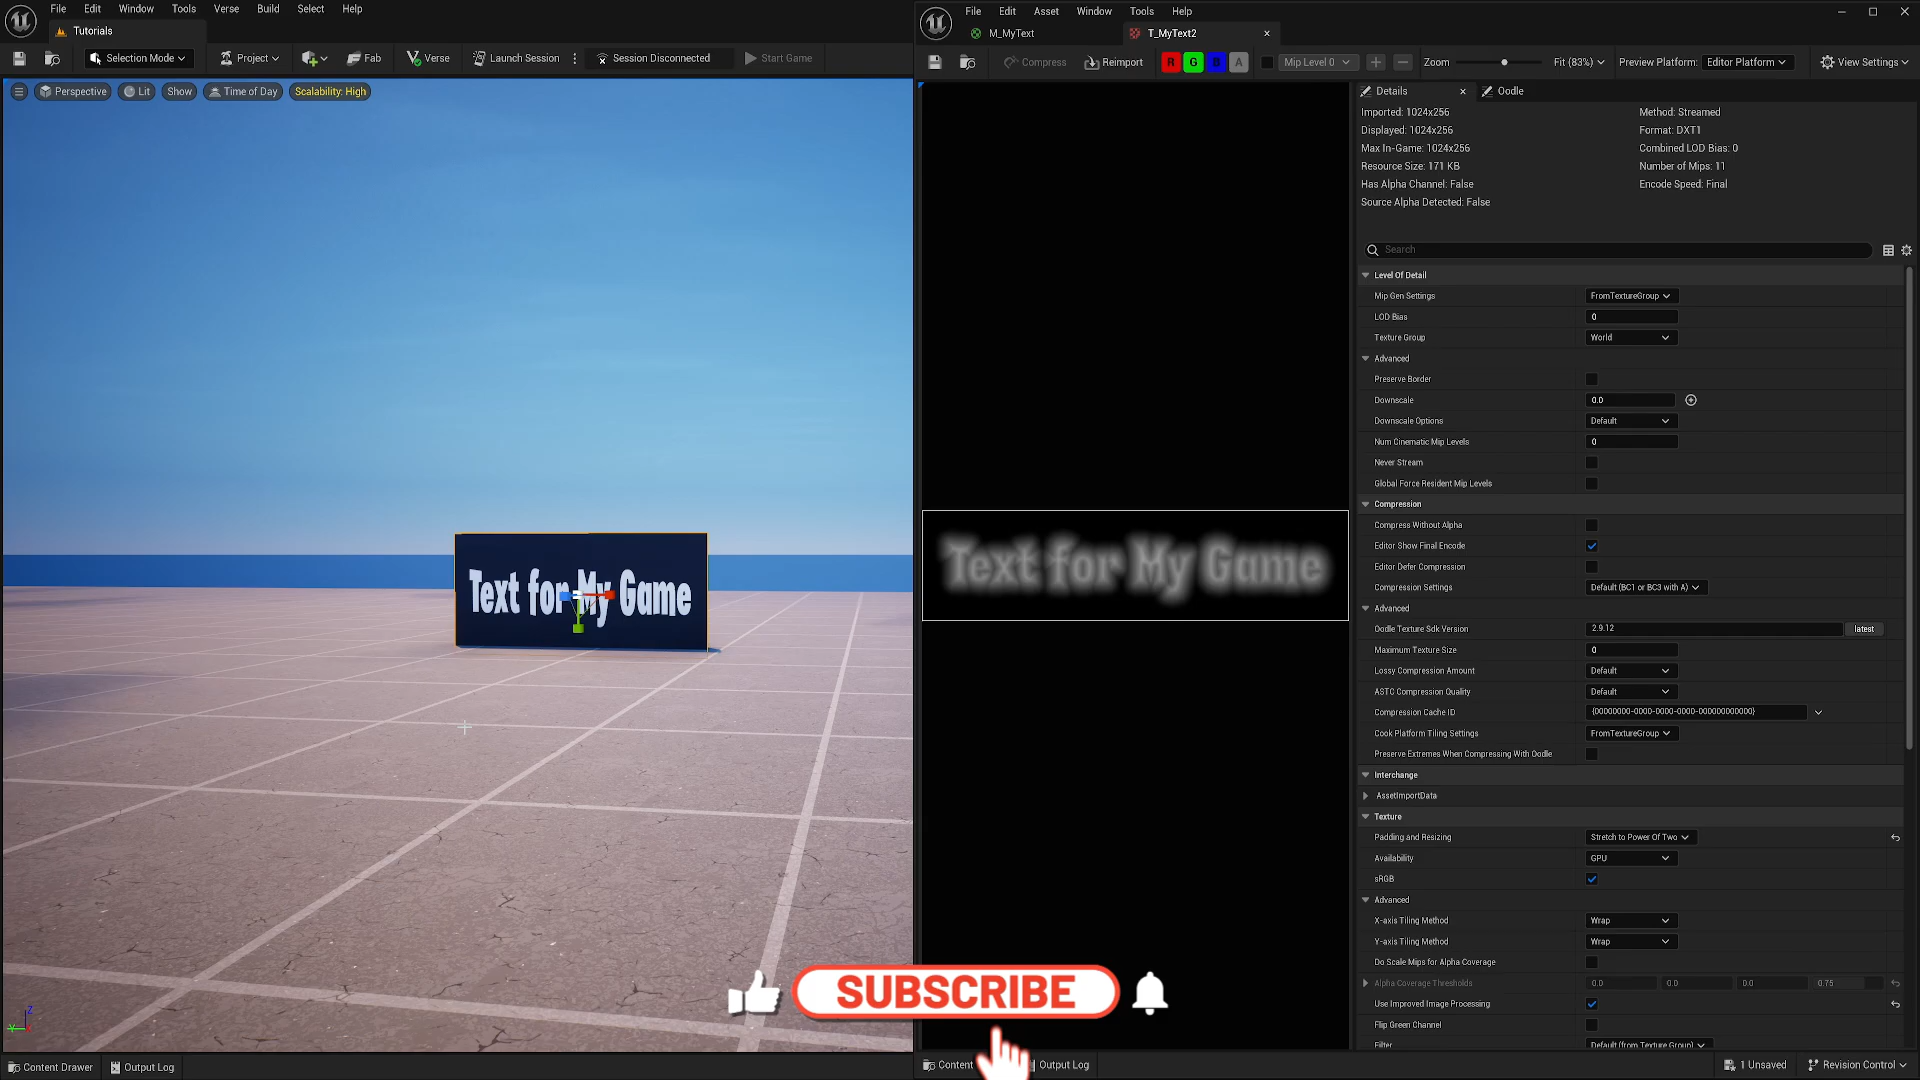 File Edit Window Tools Verse Build Select Help
Tutorials
Selection Mode
Project
Fab
Verse
Launch Session
Session Disconnected
Start Game
Perspective
Lit
Show
Time of Day
Scalability: High
Text for My Game
Content Drawer
Output Log
File Edit Asset Window Tools Help
M_MyText
T_MyText2
Compress
Reimport
R G B A
Mip Level 0
Zoom
Fit (83%)
Preview Platform: Editor Platform
View Settings
Text for My Game
Details
Oodle
Imported: 1024x256
Method: Streamed
Displayed: 1024x256
Format: DXT1
Max In-Game: 1024x256
Combined LOD Bias: 0
Resource Size: 171 KB
Number of Mips: 11
Has Alpha Channel: False
Encode Speed: Final
Source Alpha Detected: False
Search
Level Of Detail
Mip Gen Settings FromTextureGroup
LOD Bias 0
Texture Group World
Advanced
Preserve Border
Downscale 0.0
Downscale Options Default
Num Cinematic Mip Levels 0
Never Stream
Global Force Resident Mip Levels
Compression
Compress Without Alpha
Editor Show Final Encode
Editor Defer Compression
Compression Settings Default (BC1 or BC3 with A)
Advanced
Oodle Texture Sdk Version 2.9.12 latest
Maximum Texture Size 0
Lossy Compression Amount Default
ASTC Compression Quality Default
Compression Cache ID {00000000-0000-0000-0000-000000000000}
Cook Platform Tiling Settings FromTextureGroup
Preserve Extremes When Compressing With Oodle
Interchange
AssetImportData
Texture
Padding and Resizing Stretch to Power Of Two
Availability GPU
sRGB
Advanced
X-axis Tiling Method Wrap
Y-axis Tiling Method Wrap
Do Scale Mips for Alpha Coverage
Alpha Coverage Thresholds 0.0 0.0 0.0 0.75
Use Improved Image Processing
Flip Green Channel
Filter Default (from Texture Group)
SUBSCRIBE
Content
Output Log
1 Unsaved
Revision Control